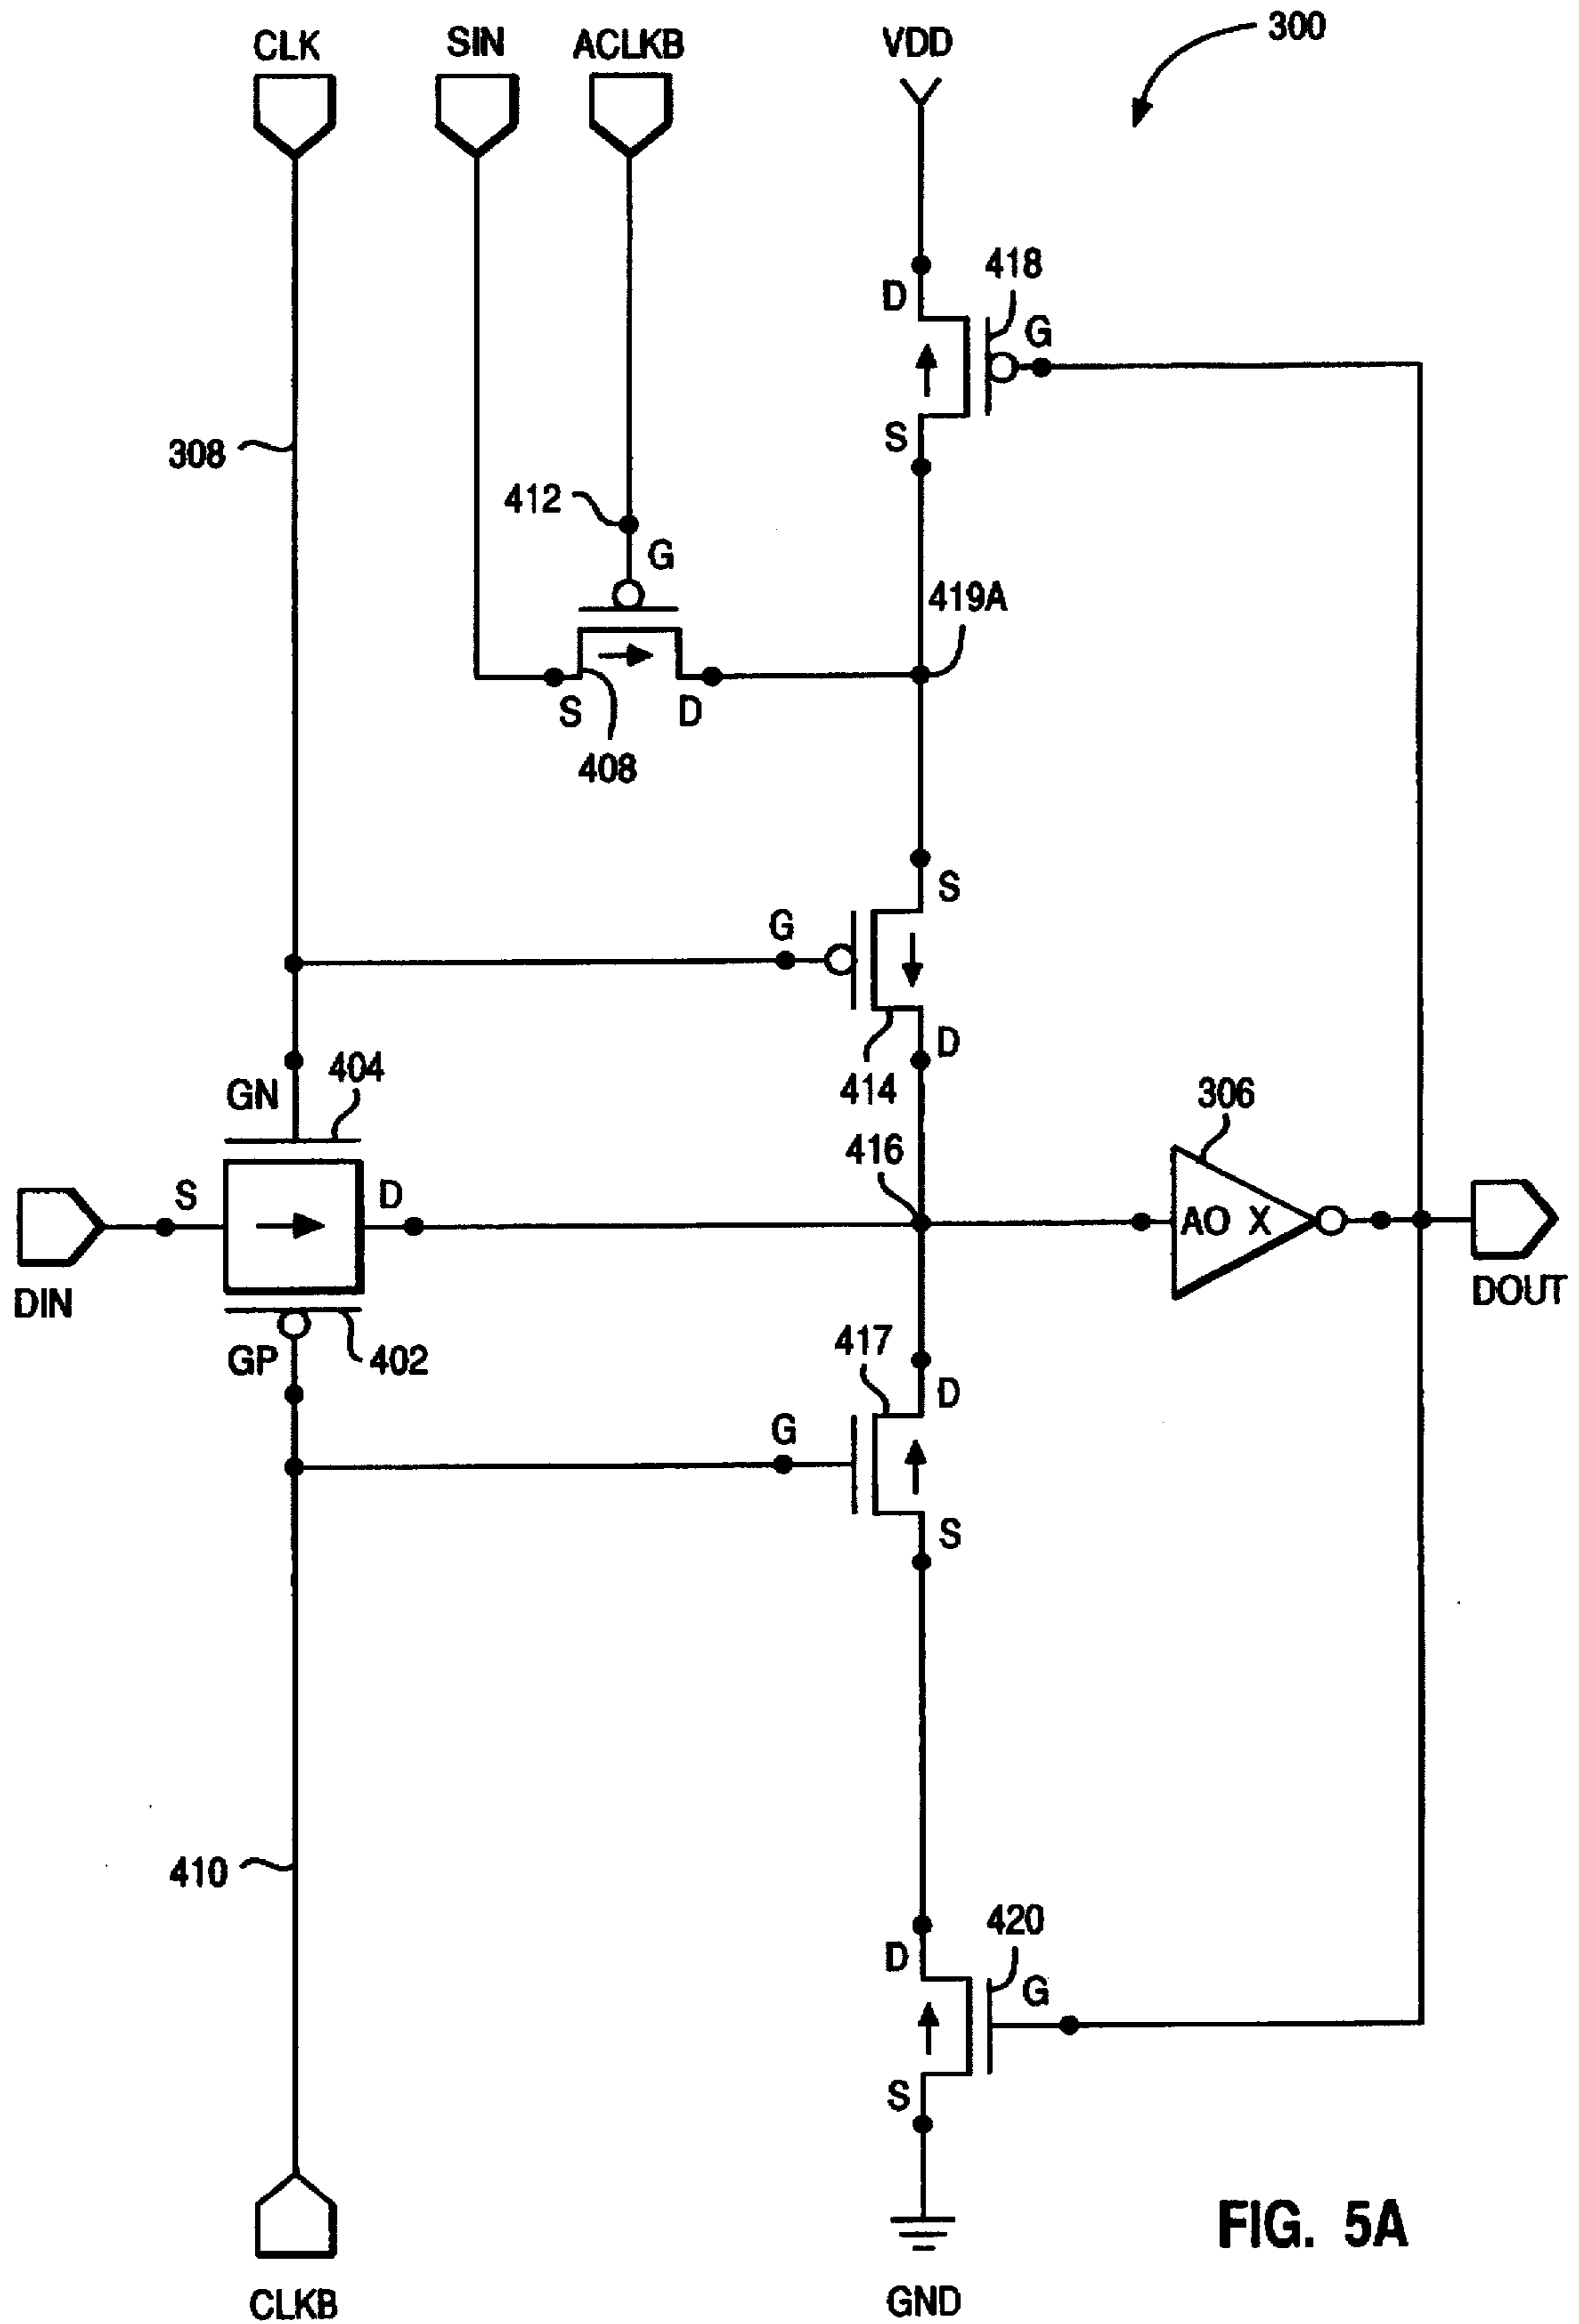 CLK SIN ACLKB VDD 300
418
D G
308 S
412
G 419A
S D
408
S
G
D
404 414
GN 306
416
S D AO X
DIN DOUT
417
GP 402 D
G
S
410 420
D
G
S
FIG. 5A
CLKB GND